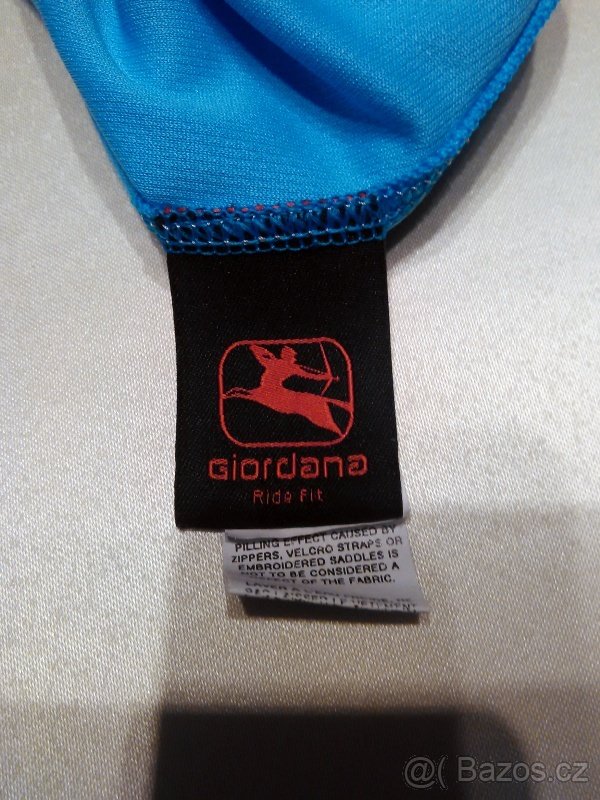 Giordana
Ride Fit
PILLING EFFECT CAUSED BY
ZIPPERS, VELCRO STRAPS OR
EMBROIDERED SADDLES IS
NOT TO BE CONSIDERED A
DEFECT OF THE FABRIC.
@( Bazos.cz